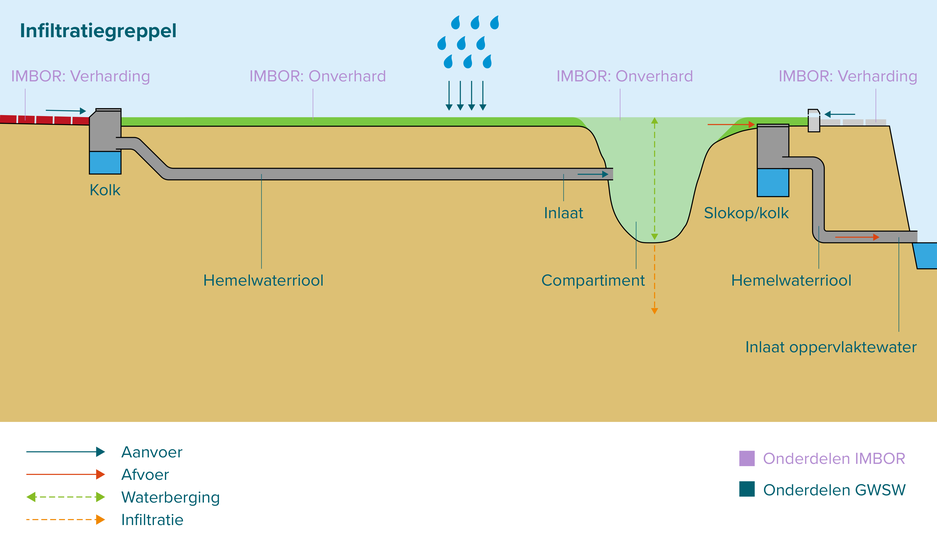 Infiltratiegreppel
IMBOR: Verharding
IMBOR: Onverhard
IMBOR: Onverhard
IMBOR: Verharding
Kolk
Inlaat
Slokop/kolk
Hemelwaterriool
Compartiment
Hemelwaterriool
Inlaat oppervlaktewater
Aanvoer
Afvoer
Waterberging
Infiltratie
Onderdelen IMBOR
Onderdelen GWSW